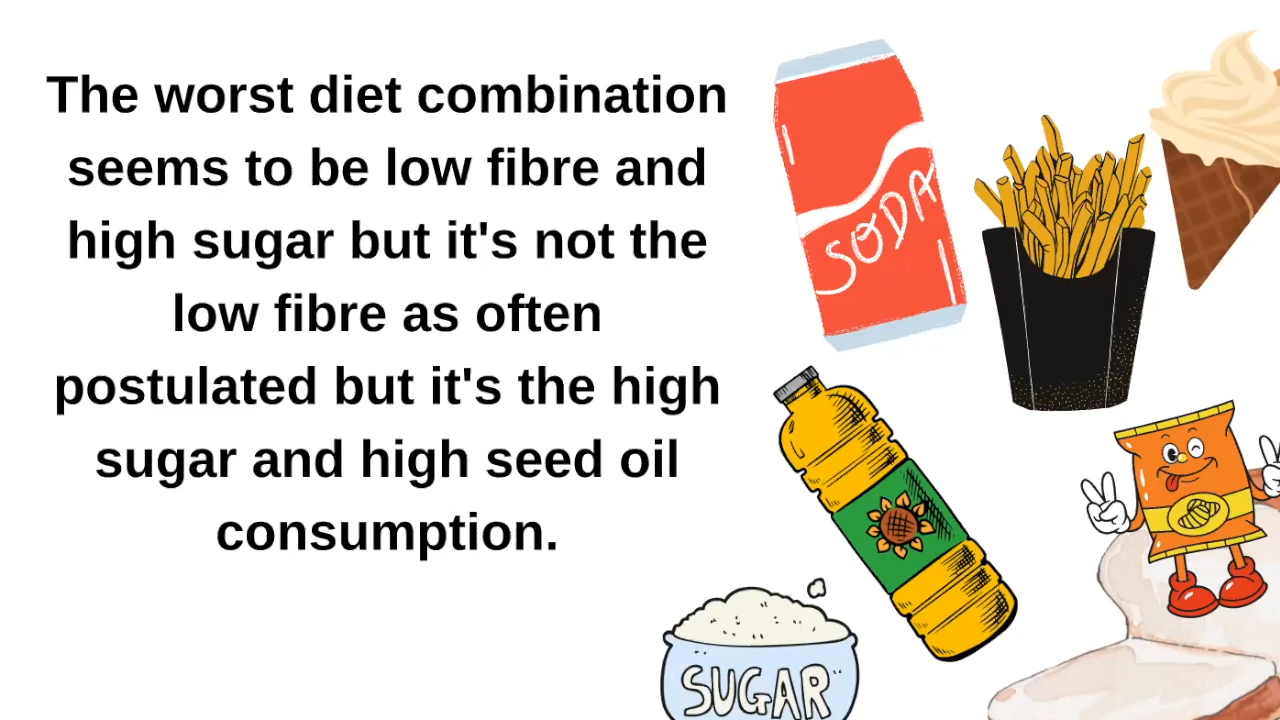 The worst diet combination
seems to be low fibre and
high sugar but it's not the
low fibre as often
postulated but it's the high
sugar and high seed oil
consumption.
SODA
SUGAR